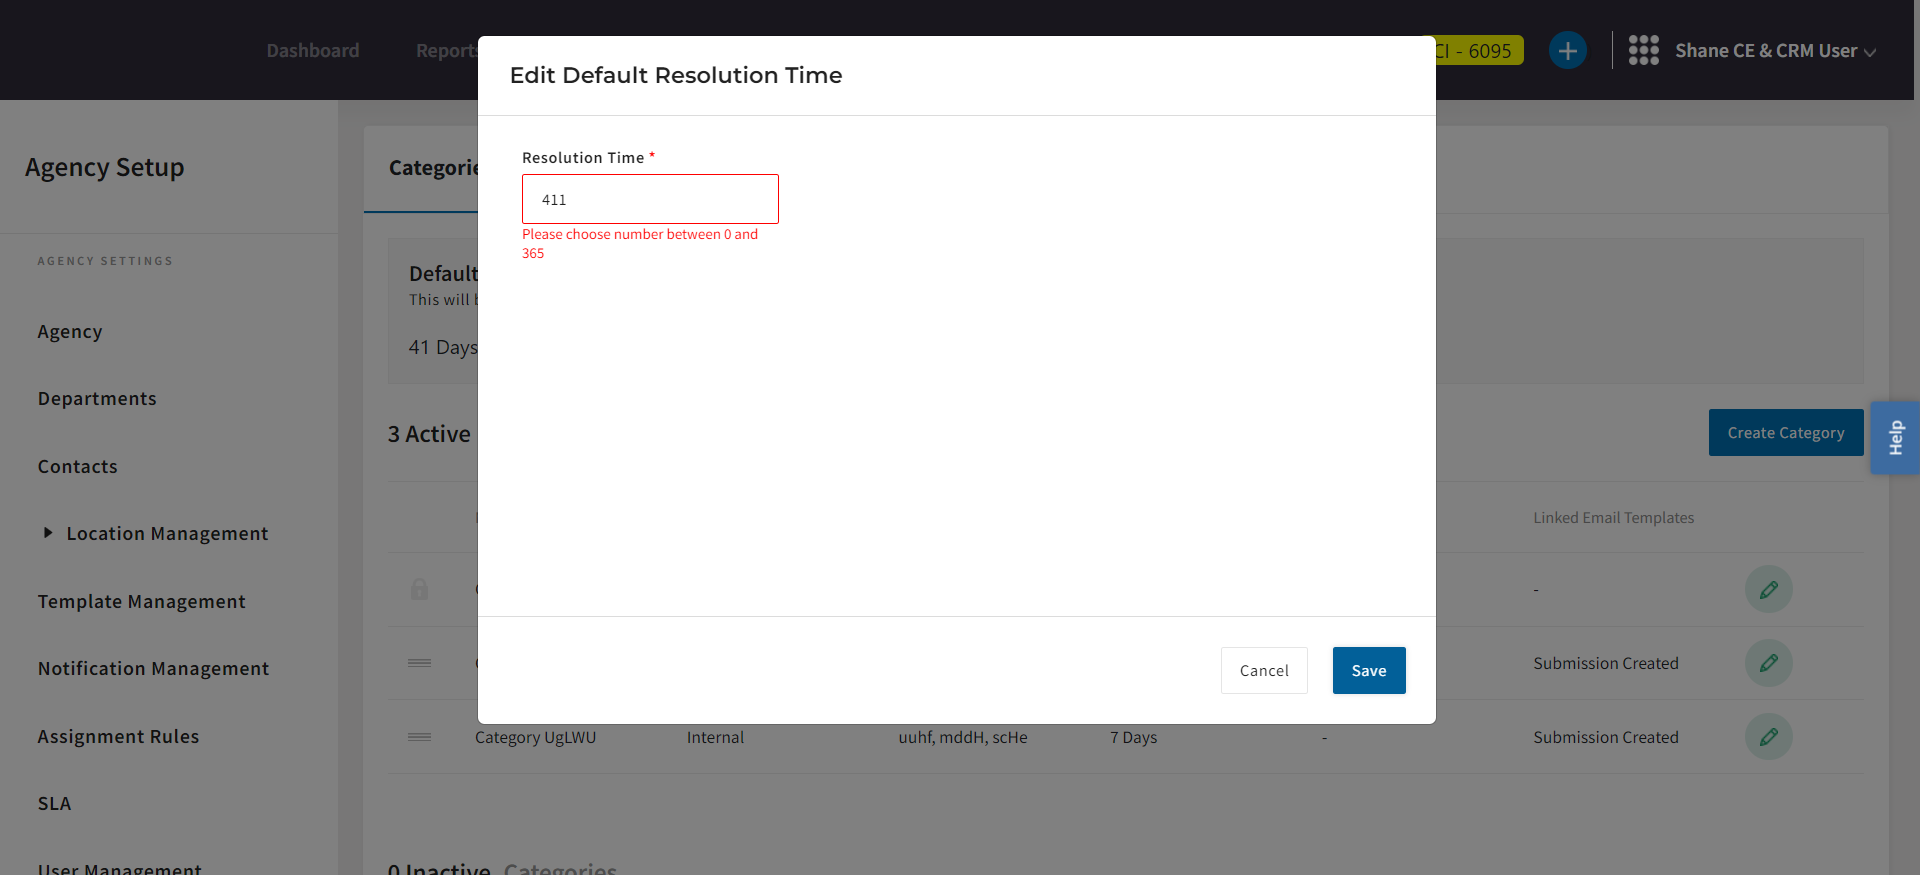 Dashboard
Reports
CI - 6095
Shane CE & CRM User
Edit Default Resolution Time
Agency Setup
AGENCY SETTINGS
Agency
Departments
Contacts
Location Management
Template Management
Notification Management
Assignment Rules
SLA
User Management
Categorie
Resolution Time *
411
Please choose number between 0 and
365
Default
This will b
41 Days
3 Active
Create Category
Help
Linked Email Templates
-
Submission Created
Cancel
Save
Category UgLWU
Internal
uuhf, mddH, scHe
7 Days
-
Submission Created
0 Inactive Categories